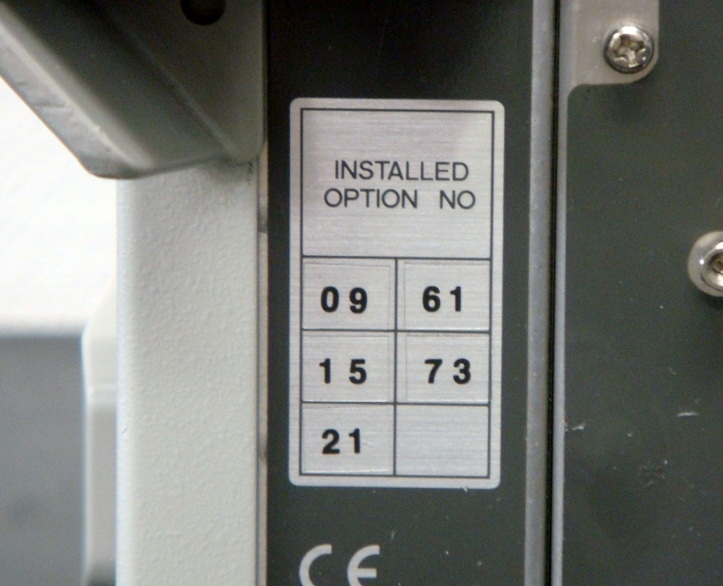 INSTALLED
OPTION NO
09 61
15 73
21
CE